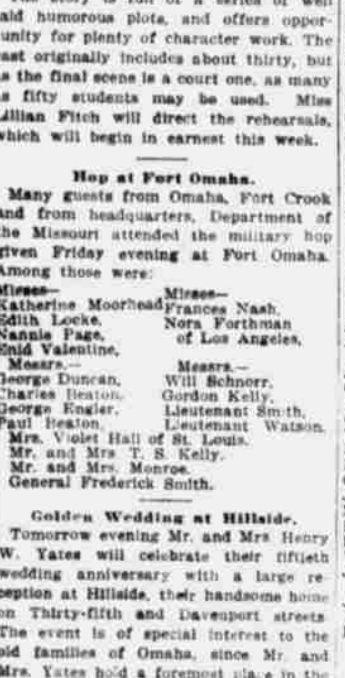 aid humorous plots, and offers oppor-
unity for plenty of character work. The
ast originally includes about thirty, but
s the final scene is a court one, as many
s fifty students may be used. Miss
illian Fitch will direct the rehearsals,
which will begin in earnest this week.
Hop at Fort Omaha.
Many guests from Omaha, Fort Crook
and from headquarters, Department of
the Missouri attended the military hop
given Friday evening at Fort Omaha.
Among those were:
Misses— Misses—
Katherine Moorhead Frances Nash,
Edith Locke, Nora Forthman
Nannie Page, of Los Angeles,
Enid Valentine,
Messrs.— Messrs.—
George Duncan, Will Schnorr,
Charles Beaton, Gordon Kelly,
George Engler, Lieutenant Smith,
Paul Beaton, Lieutenant Watson.
Mrs. Violet Hall of St. Louis.
Mr. and Mrs T. S. Kelly.
Mr. and Mrs. Monroe.
General Frederick Smith.
Golden Wedding at Hillside.
Tomorrow evening Mr. and Mrs Henry
W. Yates will celebrate their fiftieth
wedding anniversary with a large re
ception at Hillside, their handsome home
on Thirty-fifth and Davenport streets
The event is of special interest to the
old families of Omaha, since Mr. and
Mrs. Yates hold a foremost place in the